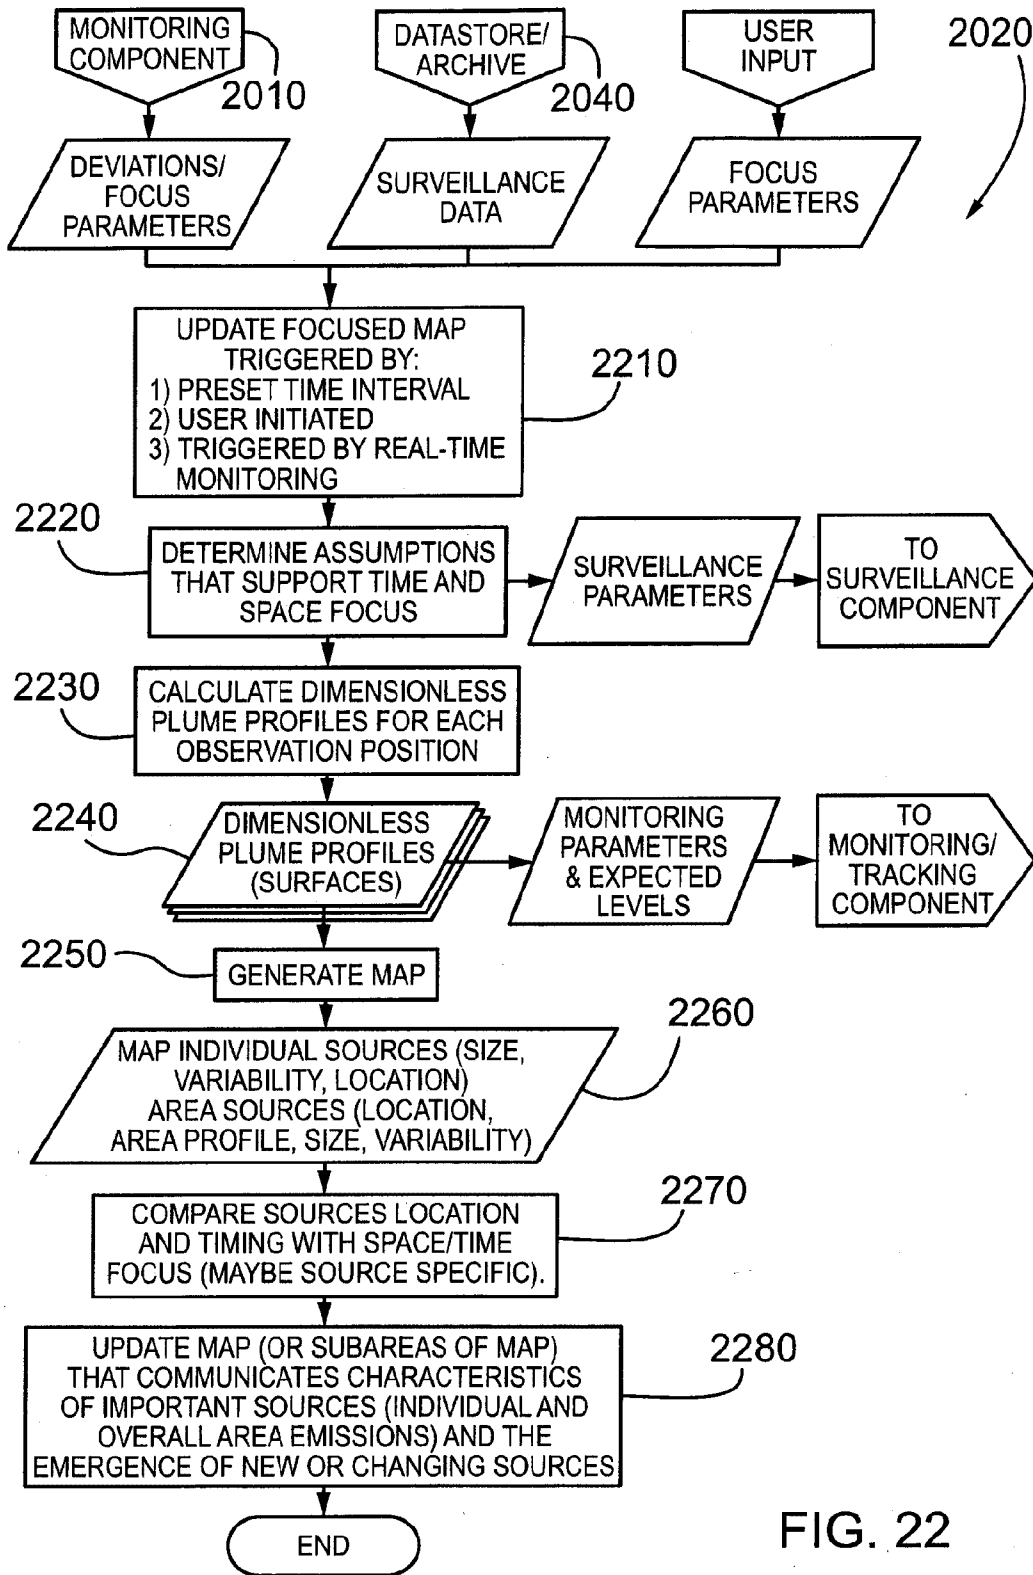 MONITORING
COMPONENT
2010
DATASTORE/
ARCHIVE
2040
USER
INPUT
2020
DEVIATIONS/
FOCUS
PARAMETERS
SURVEILLANCE
DATA
FOCUS
PARAMETERS
UPDATE FOCUSED MAP
TRIGGERED BY:
1) PRESET TIME INTERVAL
2) USER INITIATED
3) TRIGGERED BY REAL-TIME
MONITORING
2210
2220
DETERMINE ASSUMPTIONS
THAT SUPPORT TIME AND
SPACE FOCUS
SURVEILLANCE
PARAMETERS
TO
SURVEILLANCE
COMPONENT
2230
CALCULATE DIMENSIONLESS
PLUME PROFILES FOR EACH
OBSERVATION POSITION
2240
DIMENSIONLESS
PLUME PROFILES
(SURFACES)
MONITORING
PARAMETERS
& EXPECTED
LEVELS
TO
MONITORING/
TRACKING
COMPONENT
2250
GENERATE MAP
2260
MAP INDIVIDUAL SOURCES (SIZE,
VARIABILITY, LOCATION)
AREA SOURCES (LOCATION,
AREA PROFILE, SIZE, VARIABILITY)
2270
COMPARE SOURCES LOCATION
AND TIMING WITH SPACE/TIME
FOCUS (MAYBE SOURCE SPECIFIC).
2280
UPDATE MAP (OR SUBAREAS OF MAP)
THAT COMMUNICATES CHARACTERISTICS
OF IMPORTANT SOURCES (INDIVIDUAL AND
OVERALL AREA EMISSIONS) AND THE
EMERGENCE OF NEW OR CHANGING SOURCES
END
FIG. 22